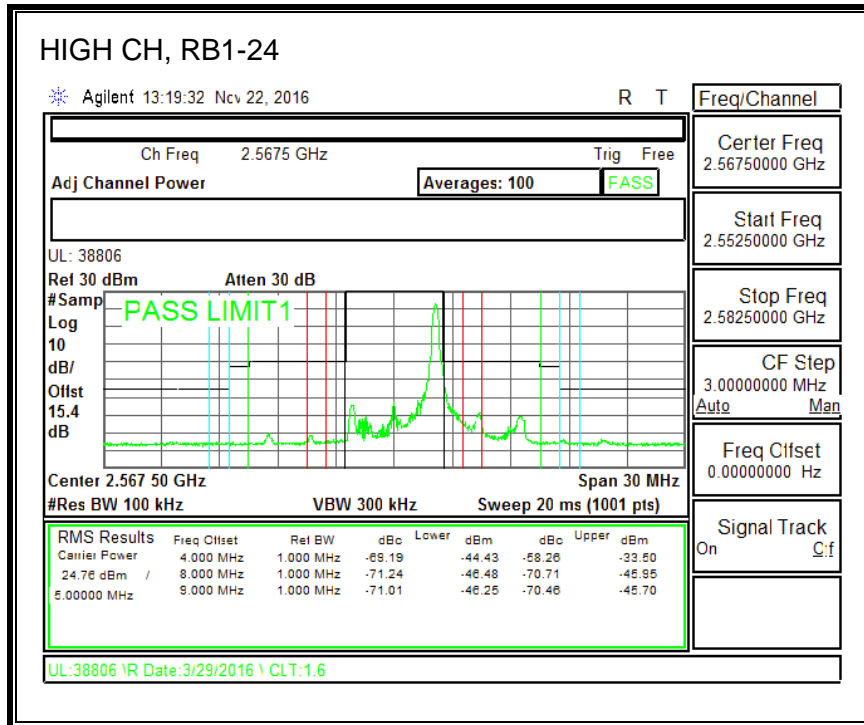 HIGH CH, RB1-24
Agilent 13:19:32 Nov 22, 2016 R T
Freq/Channel
Ch Freq 2.5675 GHz Trig Free
Adj Channel Power Averages: 100 PASS
Center Freq
2.56750000 GHz
Start Freq
2.55250000 GHz
UL: 38806
Ref 30 dBm Atten 30 dB
#Samp
Log
10
dB/
Offst
15.4
dB
PASS LIMIT1
Stop Freq
2.58250000 GHz
CF Step
3.00000000 MHz
Auto Man
Freq Offset
0.00000000 Hz
Center 2.567 50 GHz Span 30 MHz
#Res BW 100 kHz VBW 300 kHz Sweep 20 ms (1001 pts)
Signal Track
On Off
RMS Results Freq Offset Ref BW dBc Lower dBm dBc Upper dBm
Carrier Power 4.000 MHz 1.000 MHz -69.19 -44.43 -58.26 -33.50
24.76 dBm / 8.000 MHz 1.000 MHz -71.24 -46.48 -70.71 -45.95
5.00000 MHz 9.000 MHz 1.000 MHz -71.01 -46.25 -70.46 -45.70
UL:38806 \R Date:3/29/2016 \ CLT:1.6